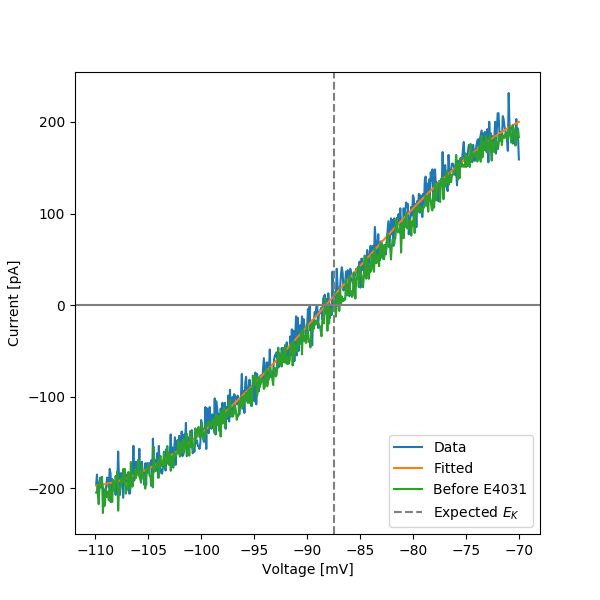 200
100
0
−100
−200
Current [pA]
Data
Fitted
Before E4031
Expected E_K
−110
−105
−100
−95
−90
−85
−80
−75
−70
Voltage [mV]